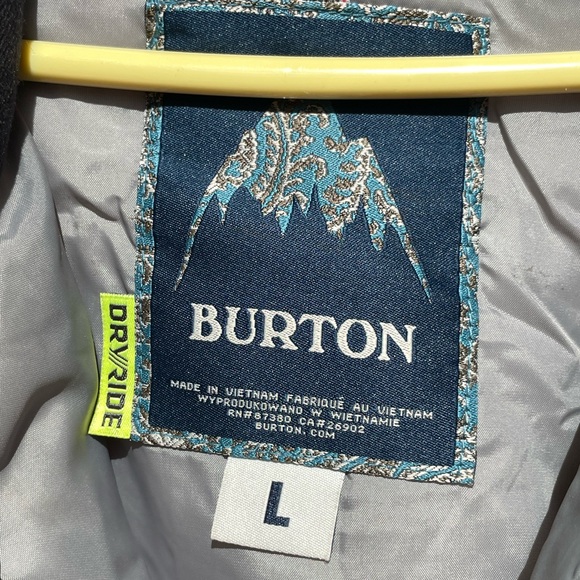 BURTON
MADE IN VIETNAM FABRIQUÉ AU VIETNAM
WYPRODUKOWANO W WIETNAMIE
RN#87380 CA#26902
BURTON.COM
DRYRIDE
L